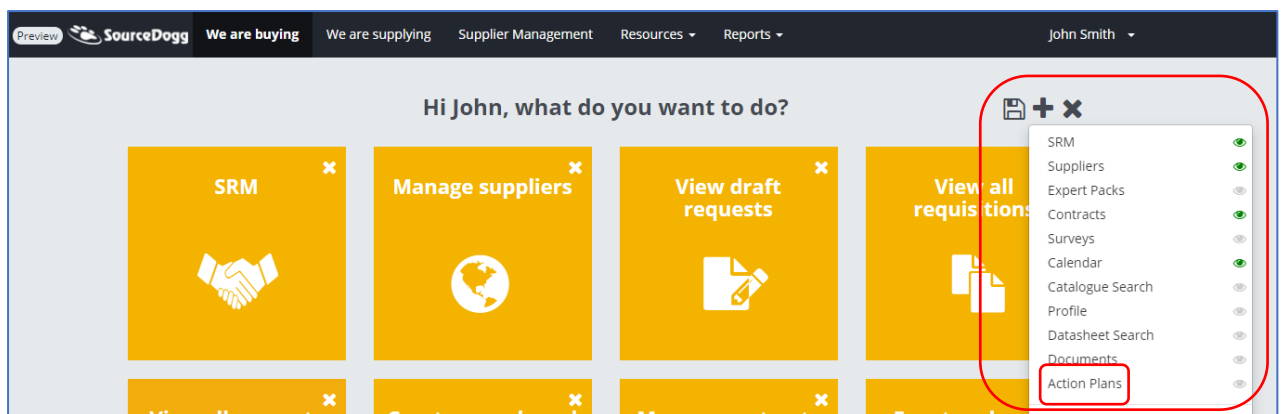 Preview SourceDogg We are buying We are supplying Supplier Management Resources Reports John Smith
Hi John, what do you want to do?
SRM
Manage suppliers
View draft
requests
View all
requisitions
SRM
Suppliers
Expert Packs
Contracts
Surveys
Calendar
Catalogue Search
Profile
Datasheet Search
Documents
Action Plans